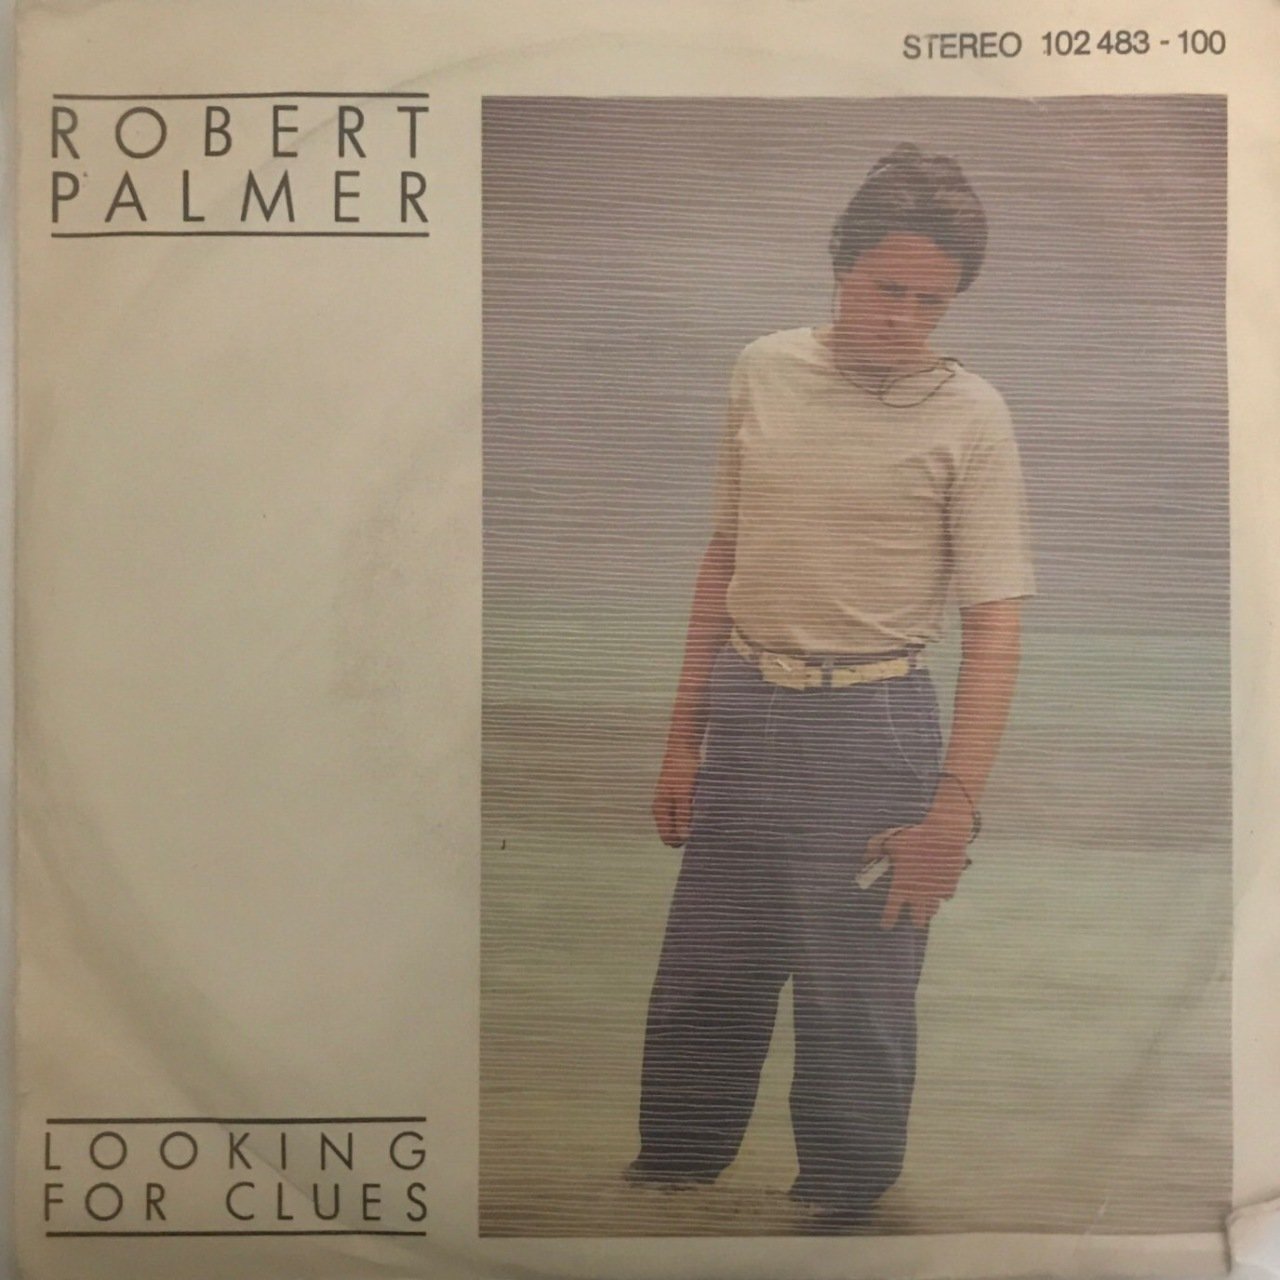 STEREO 102 483 - 100
ROBERT
PALMER
LOOKING
FOR CLUES